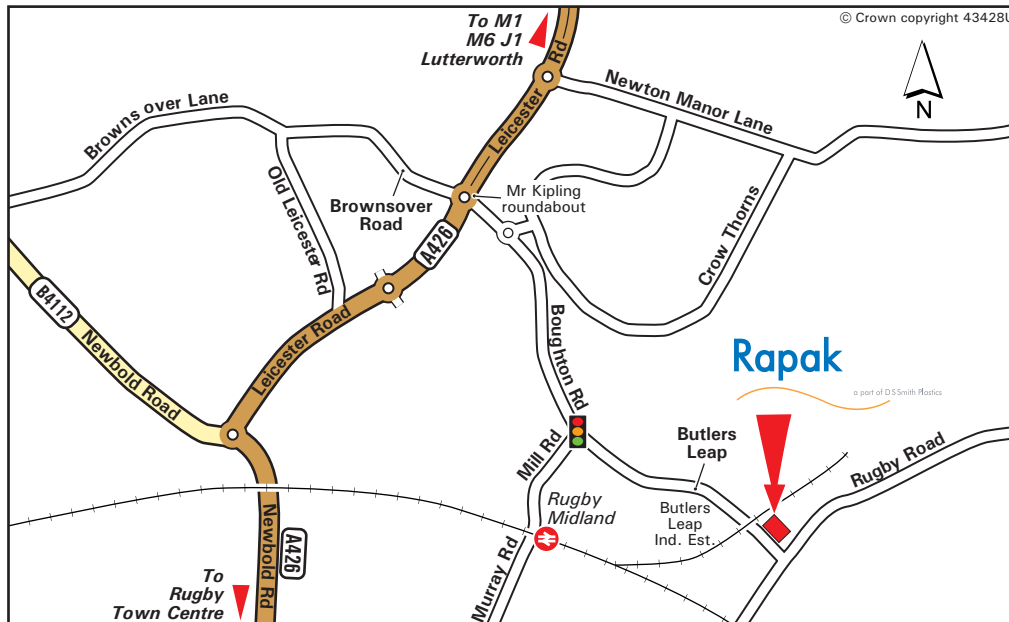 To M1
M6 J1
Lutterworth
© Crown copyright 43428U
Leicester Rd
Newton Manor Lane
N
Browns over Lane
Old Leicester Rd
Brownsover
Road
Mr Kipling
roundabout
Crow Thorns
A426
B4112
Newbold Road
Leicester Road
Boughton Rd
Rapak
a part of DS Smith Plastics
Mill Rd
Butlers
Leap
Rugby Road
Rugby
Midland
Butlers
Leap
Ind. Est.
Murray Rd
Newbold Rd
A426
To
Rugby
Town Centre